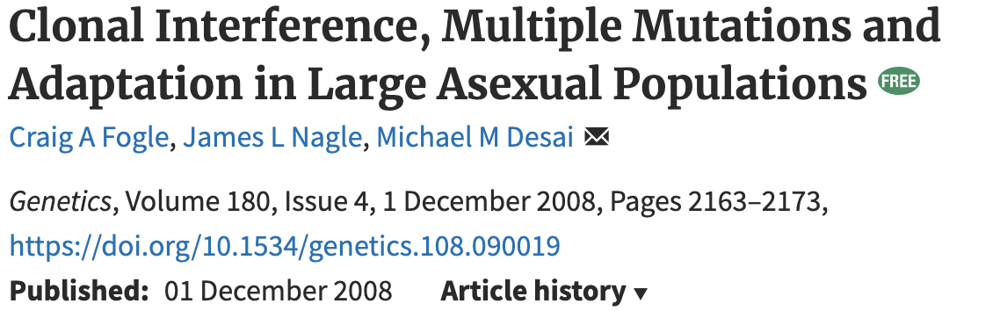 Clonal Interference, Multiple Mutations and
Adaptation in Large Asexual Populations FREE
Craig A Fogle, James L Nagle, Michael M Desai
Genetics, Volume 180, Issue 4, 1 December 2008, Pages 2163–2173,
https://doi.org/10.1534/genetics.108.090019
Published: 01 December 2008 Article history ▼